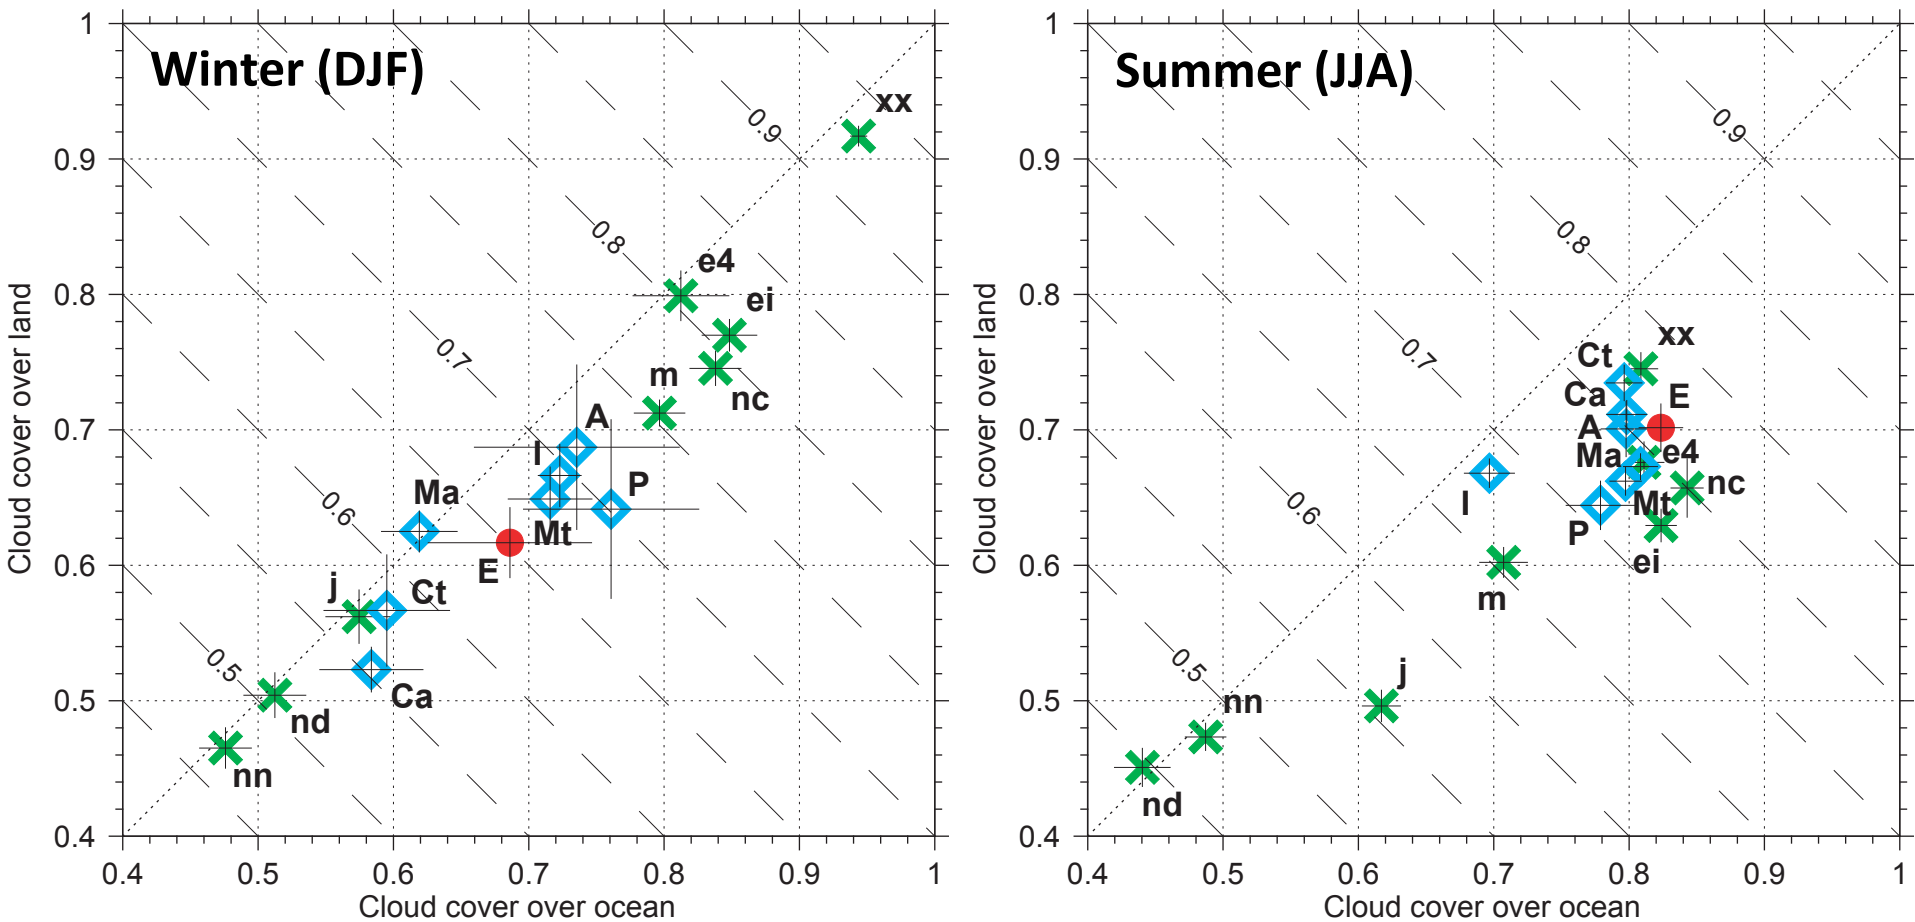 Winter (DJF)
1
0.9
0.8
0.7
0.6
0.5
0.4
Cloud cover over land
0.4
0.5
0.6
0.7
0.8
0.9
1
Cloud cover over ocean
0.9
0.8
0.7
0.6
0.5
xx
e4
ei
m
nc
A
I
P
Ma
Mt
E
j
Ct
Ca
nd
nn
Summer (JJA)
1
0.9
0.8
0.7
0.6
0.5
0.4
Cloud cover over land
0.4
0.5
0.6
0.7
0.8
0.9
1
Cloud cover over ocean
0.9
0.8
0.7
0.6
0.5
xx
Ct
Ca
E
A
Ma
e4
I
nc
Mt
P
ei
m
j
nn
nd